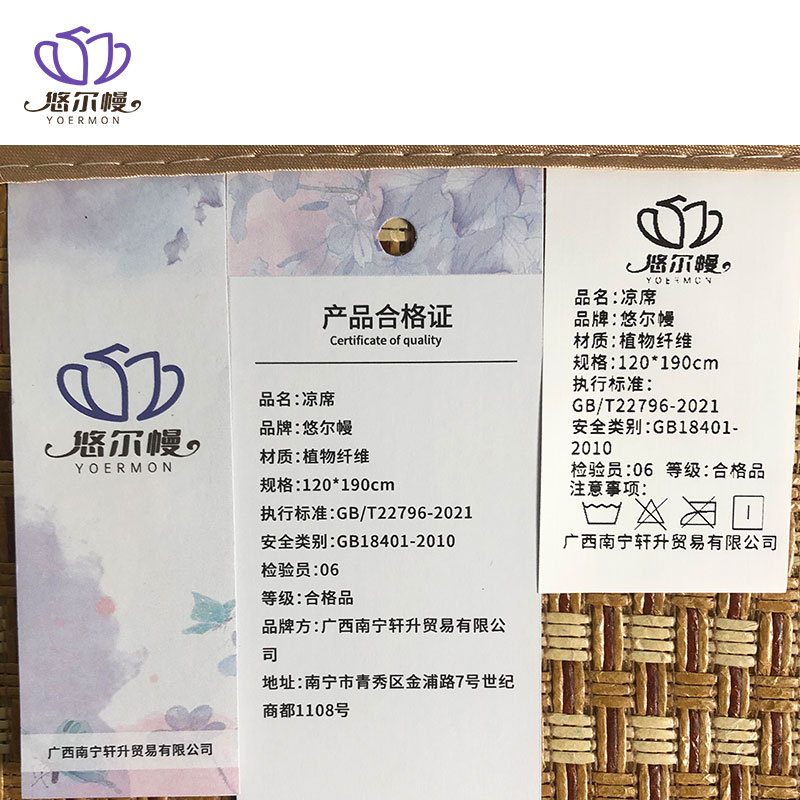 悠尔幔
YOERMON
悠尔幔
YOERMON
广西南宁轩升贸易有限公司
产品合格证
Certificate of quality
品名:凉席
品牌:悠尔幔
材质:植物纤维
规格:120*190cm
执行标准:GB/T22796-2021
安全类别:GB18401-2010
检验员:06
等级:合格品
品牌方:广西南宁轩升贸易有限公
司
地址:南宁市青秀区金浦路7号世纪
商都1108号
悠尔幔
YOERMON
品名:凉席
品牌:悠尔幔
材质:植物纤维
规格:120*190cm
执行标准:
GB/T22796-2021
安全类别:GB18401-
2010
检验员:06 等级:合格品
注意事项:
广西南宁轩升贸易有限公司